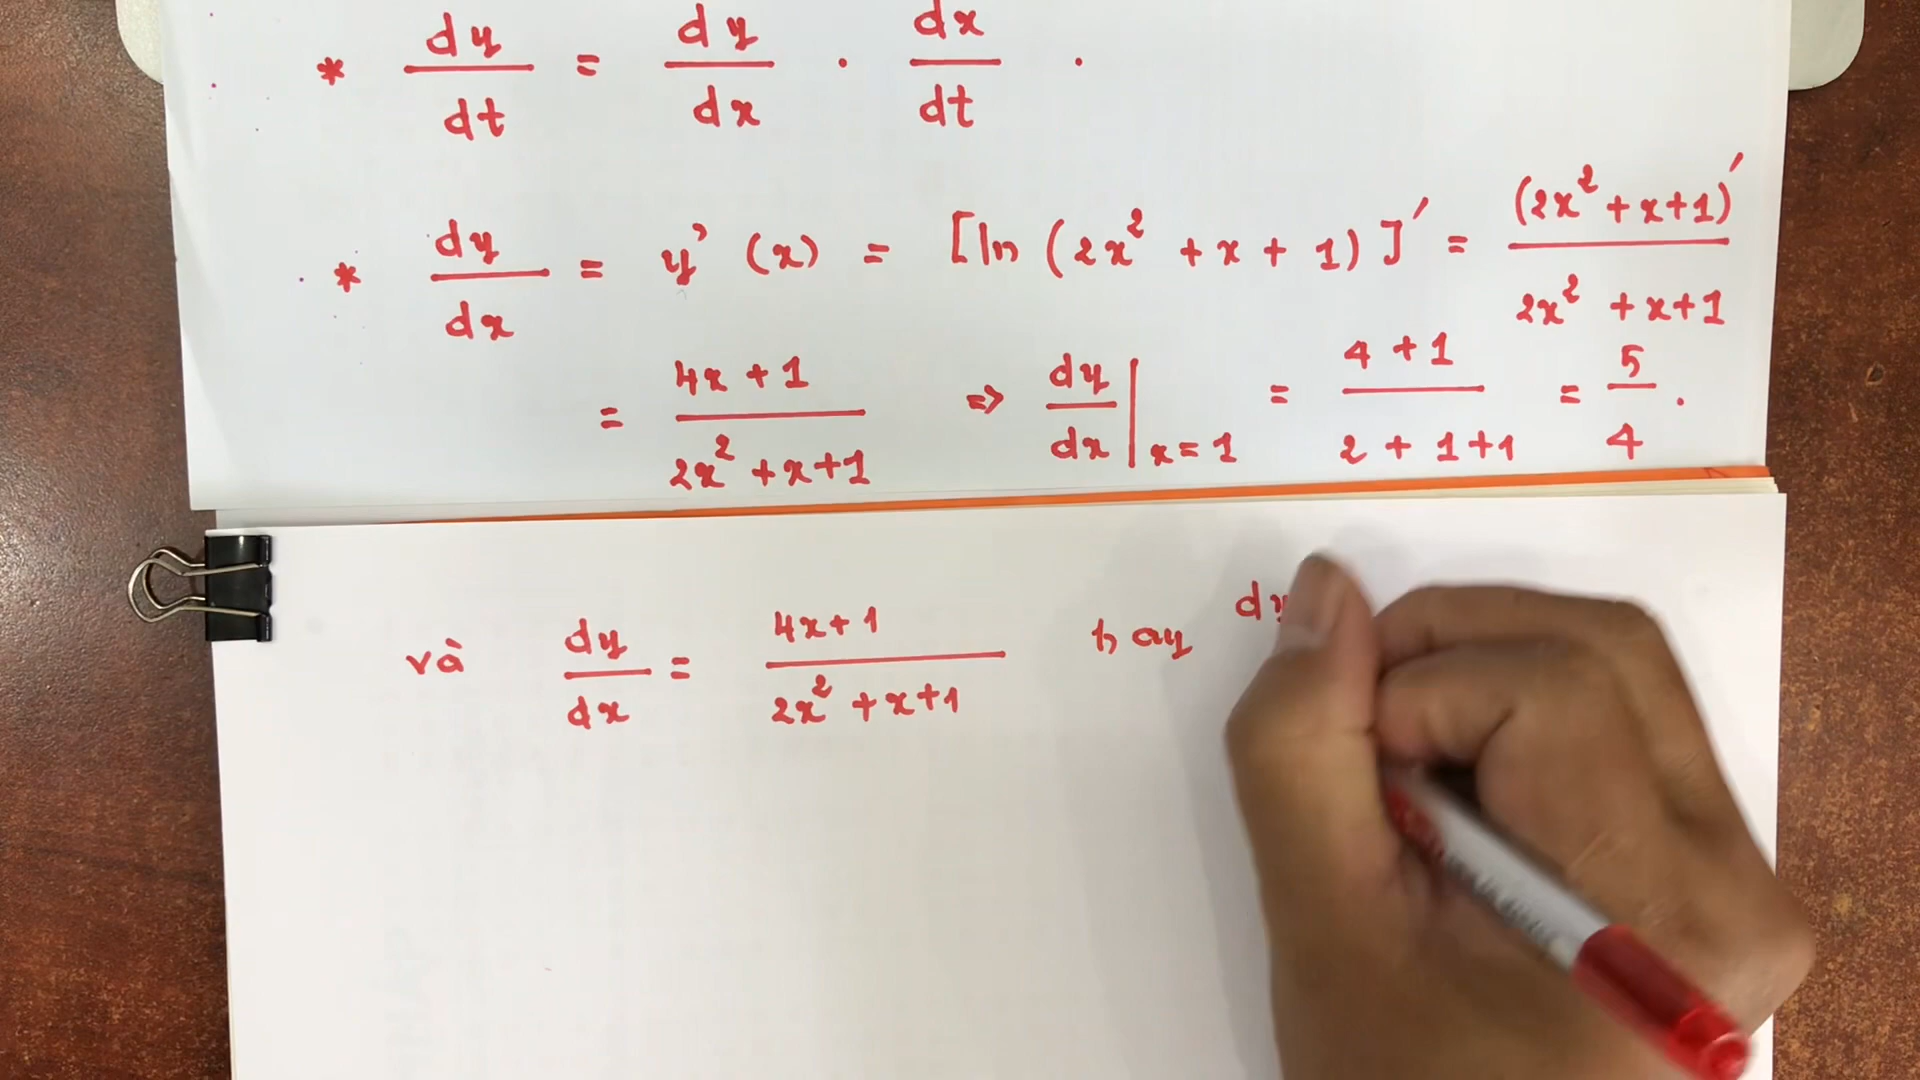 * dy/dt = dy/dx . dx/dt .
* dy/dx = y' (x) = [ln (2x² + x + 1)]' = (2x² + x+1)' / 2x² + x+1
= 4x + 1 / 2x² + x+1 => dy/dx | x = 1 = 4 + 1 / 2 + 1 + 1 = 5/4 .
và dy/dx = 4x+1 / 2x² + x+1 hay dy